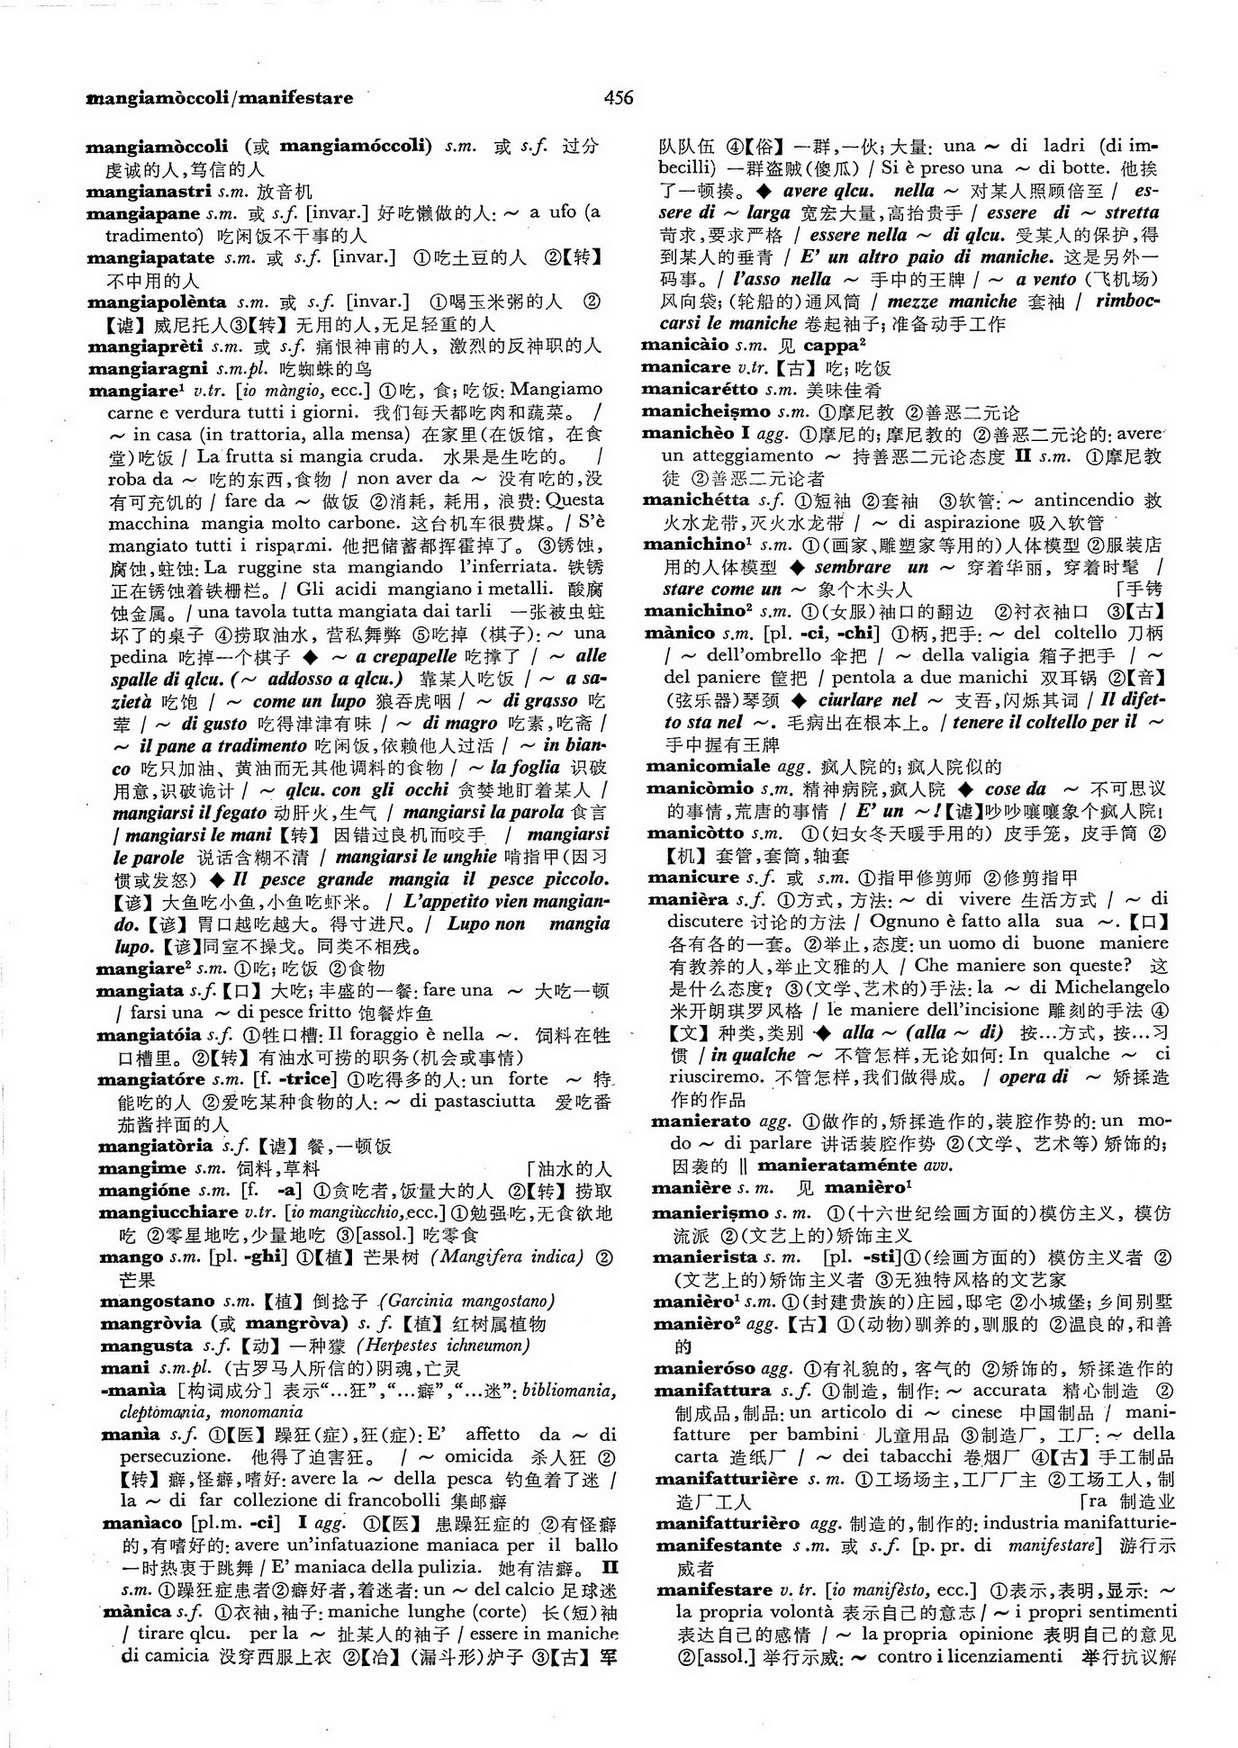 mangiamòccoli/manifestare
456
mangiamòccoli (或 mangiamóccoli) s.m. 或 s.f. 过分
虔诚的人,笃信的人
mangianastri s.m. 放音机
mangiapane s.m. 或 s.f. [invar.] 好吃懒做的人: ~ a ufo (a
tradimento) 吃闲饭不干事的人
mangiapatate s.m. 或 s.f. [invar.] ①吃土豆的人 ②【转】
不中用的人
mangiapolènta s.m. 或 s.f. [invar.] ①喝玉米粥的人 ②
【谑】威尼托人③【转】无用的人,无足轻重的人
mangiaprèti s.m. 或 s.f. 痛恨神甫的人, 激烈的反神职的人
mangiaragni s.m.pl. 吃蜘蛛的鸟
mangiare¹ v.tr. [io màngio, ecc.] ①吃, 食; 吃饭: Mangiamo
carne e verdura tutti i giorni. 我们每天都吃肉和蔬菜。 /
~ in casa (in trattoria, alla mensa) 在家里(在饭馆, 在食
堂)吃饭 / La frutta si mangia cruda. 水果是生吃的。 /
roba da ~ 吃的东西,食物 / non aver da ~ 没有吃的,没
有可充饥的 / fare da ~ 做饭 ②消耗, 耗用, 浪费: Questa
macchina mangia molto carbone. 这台机车很费煤。/ S'è
mangiato tutti i risparmi. 他把储蓄都挥霍掉了。 ③锈蚀,
腐蚀,蛀蚀: La ruggine sta mangiando l'inferriata. 铁锈
正在锈蚀着铁栅栏。/ Gli acidi mangiano i metalli. 酸腐
蚀金属。/ una tavola tutta mangiata dai tarli 一张被虫蛀
坏了的桌子 ④捞取油水, 营私舞弊 ⑤吃掉 (棋子): ~ una
pedina 吃掉一个棋子 ◆ ~ a crepapelle 吃撑了 / ~ alle
spalle di qlcu. (~ addosso a qlcu.) 靠某人吃饭 / ~ a sa-
zietà 吃饱 / ~ come un lupo 狼吞虎咽 / ~ di grasso 吃
荤 / ~ di gusto 吃得津津有味 / ~ di magro 吃素,吃斋 /
~ il pane a tradimento 吃闲饭,依赖他人过活 / ~ in bian-
co 吃只加油、黄油而无其他调料的食物 / ~ la foglia 识破
用意,识破诡计 / ~ qlcu. con gli occhi 贪婪地盯着某人 /
mangiarsi il fegato 动肝火,生气 / mangiarsi la parola 食言
/ mangiarsi le mani【转】 因错过良机而咬手 / mangiarsi
le parole 说话含糊不清 / mangiarsi le unghie 啃指甲(因习
惯或发怒) ◆ Il pesce grande mangia il pesce piccolo.
【谚】大鱼吃小鱼,小鱼吃虾米。 / L'appetito vien mangian-
do.【谚】胃口越吃越大。得寸进尺。/ Lupo non mangia
lupo.【谚】同室不操戈。同类不相残。
mangiare² s.m. ①吃; 吃饭 ②食物
mangiata s.f.【口】大吃; 丰盛的一餐: fare una ~ 大吃一顿
/ farsi una ~ di pesce fritto 饱餐炸鱼
mangiatóia s.f. ①牲口槽: Il foraggio è nella ~. 饲料在牲
口槽里。②【转】有油水可捞的职务(机会或事情)
mangiatóre s.m. [f. -trice] ①吃得多的人: un forte ~ 特
能吃的人 ②爱吃某种食物的人: ~ di pastasciutta 爱吃番
茄酱拌面的人
mangiatòria s.f.【谑】餐,一顿饭
mangime s.m. 饲料,草料 「油水的人
mangióne s.m. [f. -a] ①贪吃者,饭量大的人 ②【转】捞取
mangiucchiare v.tr. [io mangiùcchio, ecc.] ①勉强吃,无食欲地
吃 ②零星地吃,少量地吃 ③[assol.] 吃零食
mango s.m. [pl. -ghi] ①【植】芒果树 (Mangifera indica) ②
芒果
mangostano s.m.【植】倒捻子 (Garcinia mangostano)
mangròvia (或 mangròva) s. f.【植】红树属植物
mangusta s.f.【动】一种獴 (Herpestes ichneumon)
mani s.m.pl. (古罗马人所信的)阴魂,亡灵
-manìa [构词成分] 表示“…狂”,“…癖”,“…迷”: bibliomania,
cleptomania, monomania
manìa s.f. ①【医】躁狂(症),狂(症): E' affetto da ~ di
persecuzione. 他得了迫害狂。 / ~ omicida 杀人狂 ②
【转】癖,怪癖,嗜好: avere la ~ della pesca 钓鱼着了迷 /
la ~ di far collezione di francobolli 集邮癖
manìaco [pl.m. -ci] I agg. ①【医】患躁狂症的 ②有怪癖
的,有嗜好的: avere un'infatuazione maniaca per il ballo
一时热衷于跳舞 / E' maniaca della pulizia. 她有洁癖。 II
s.m. ①躁狂症患者②癖好者,着迷者: un ~ del calcio 足球迷
mànica s.f. ①衣袖,袖子: maniche lunghe (corte) 长(短)袖
/ tirare qlcu. per la ~ 扯某人的袖子 / essere in maniche
di camicia 没穿西服上衣 ②【冶】(漏斗形)炉子 ③【古】军
队队伍 ④【俗】一群,一伙; 大量: una ~ di ladri (di im-
becilli) 一群盗贼(傻瓜) / Si è preso una ~ di botte. 他挨
了一顿揍。◆ avere qlcu. nella ~ 对某人照顾倍至 / es-
sere di ~ larga 宽宏大量,高抬贵手 / essere di ~ stretta
苛求,要求严格 / essere nella ~ di qlcu. 受某人的保护,得
到某人的垂青 / E' un altro paio di maniche. 这是另外一
码事。/ l'asso nella ~ 手中的王牌 / ~ a vento (飞机场)
风向袋; (轮船的)通风筒 / mezze maniche 套袖 / rimboc-
carsi le maniche 卷起袖子; 准备动手工作
manicàio s.m. 见 cappa²
manicare v.tr.【古】吃; 吃饭
manicarétto s.m. 美味佳肴
manicheiṣmo s.m. ①摩尼教 ②善恶二元论
manichèo I agg. ①摩尼的; 摩尼教的 ②善恶二元论的: avere
un atteggiamento ~ 持善恶二元论态度 II s.m. ①摩尼教
徒 ②善恶二元论者
manichétta s.f. ①短袖 ②套袖 ③软管: ~ antincendio 救
火水龙带,灭火水龙带 / ~ di aspirazione 吸入软管
manichino¹ s.m. ①(画家、雕塑家等用的)人体模型 ②服装店
用的人体模型 ◆ sembrare un ~ 穿着华丽, 穿着时髦 /
stare come un ~ 象个木头人 「手铐
manichino² s.m. ①(女服)袖口的翻边 ②衬衣袖口 ③【古】
mànico s.m. [pl. -ci, -chi] ①柄,把手: ~ del coltello 刀柄
/ ~ dell'ombrello 伞把 / ~ della valigia 箱子把手 / ~
del paniere 筐把 / pentola a due manichi 双耳锅 ②【音】
(弦乐器)琴颈 ◆ ciurlare nel ~ 支吾,闪烁其词 / Il difet-
to sta nel ~. 毛病出在根本上。/ tenere il coltello per il ~
手中握有王牌
manicomiale agg. 疯人院的; 疯人院似的
manicòmio s.m. 精神病院,疯人院 ◆ cose da ~ 不可思议
的事情,荒唐的事情 / E' un ~!【谑】吵吵嚷嚷象个疯人院!
manicòtto s.m. ①(妇女冬天暖手用的) 皮手笼, 皮手筒 ②
【机】套管,套筒,轴套
manicure s.f. 或 s.m. ①指甲修剪师 ②修剪指甲
manièra s.f. ①方式, 方法: ~ di vivere 生活方式 / ~ di
discutere 讨论的方法 / Ognuno è fatto alla sua ~.【口】
各有各的一套。②举止,态度: un uomo di buone maniere
有教养的人,举止文雅的人 / Che maniere son queste? 这
是什么态度? ③(文学、艺术的)手法: la ~ di Michelangelo
米开朗琪罗风格 / le maniere dell'incisione 雕刻的手法 ④
【文】种类,类别 ◆ alla ~ (alla ~ di) 按…方式, 按…习
惯 / in qualche ~ 不管怎样,无论如何: In qualche ~ ci
riusciremo. 不管怎样,我们做得成。 / opera di ~ 矫揉造
作的作品
manierato agg. ①做作的,矫揉造作的,装腔作势的: un mo-
do ~ di parlare 讲话装腔作势 ②(文学、艺术等) 矫饰的;
因袭的 ‖ manierataménte avv.
manière s. m. 见 manièro¹
manieriṣmo s. m. ①(十六世纪绘画方面的)模仿主义, 模仿
流派 ②(文艺上的)矫饰主义
manierista s. m. [pl. -sti]①(绘画方面的) 模仿主义者 ②
(文艺上的)矫饰主义者 ③无独特风格的文艺家
manièro¹ s.m. ①(封建贵族的)庄园,邸宅 ②小城堡; 乡间别墅
manièro² agg.【古】①(动物)驯养的,驯服的 ②温良的,和善
的
manieróso agg. ①有礼貌的, 客气的 ②矫饰的, 矫揉造作的
manifattura s.f. ①制造, 制作: ~ accurata 精心制造 ②
制成品,制品: un articolo di ~ cinese 中国制品 / mani-
fatture per bambini 儿童用品 ③制造厂, 工厂: ~ della
carta 造纸厂 / ~ dei tabacchi 卷烟厂 ④【古】手工制品
manifatturière s. m. ①工场场主,工厂厂主 ②工场工人, 制
造厂工人 「ra 制造业
manifatturièro agg. 制造的,制作的: industria manifatturie-
manifestante s.m. 或 s.f. [p. pr. di manifestare] 游行示
威者
manifestare v. tr. [io manifèsto, ecc.] ①表示,表明,显示: ~
la propria volontà 表示自己的意志 / ~ i propri sentimenti
表达自己的感情 / ~ la propria opinione 表明自己的意见
②[assol.] 举行示威: ~ contro i licenziamenti 举行抗议解